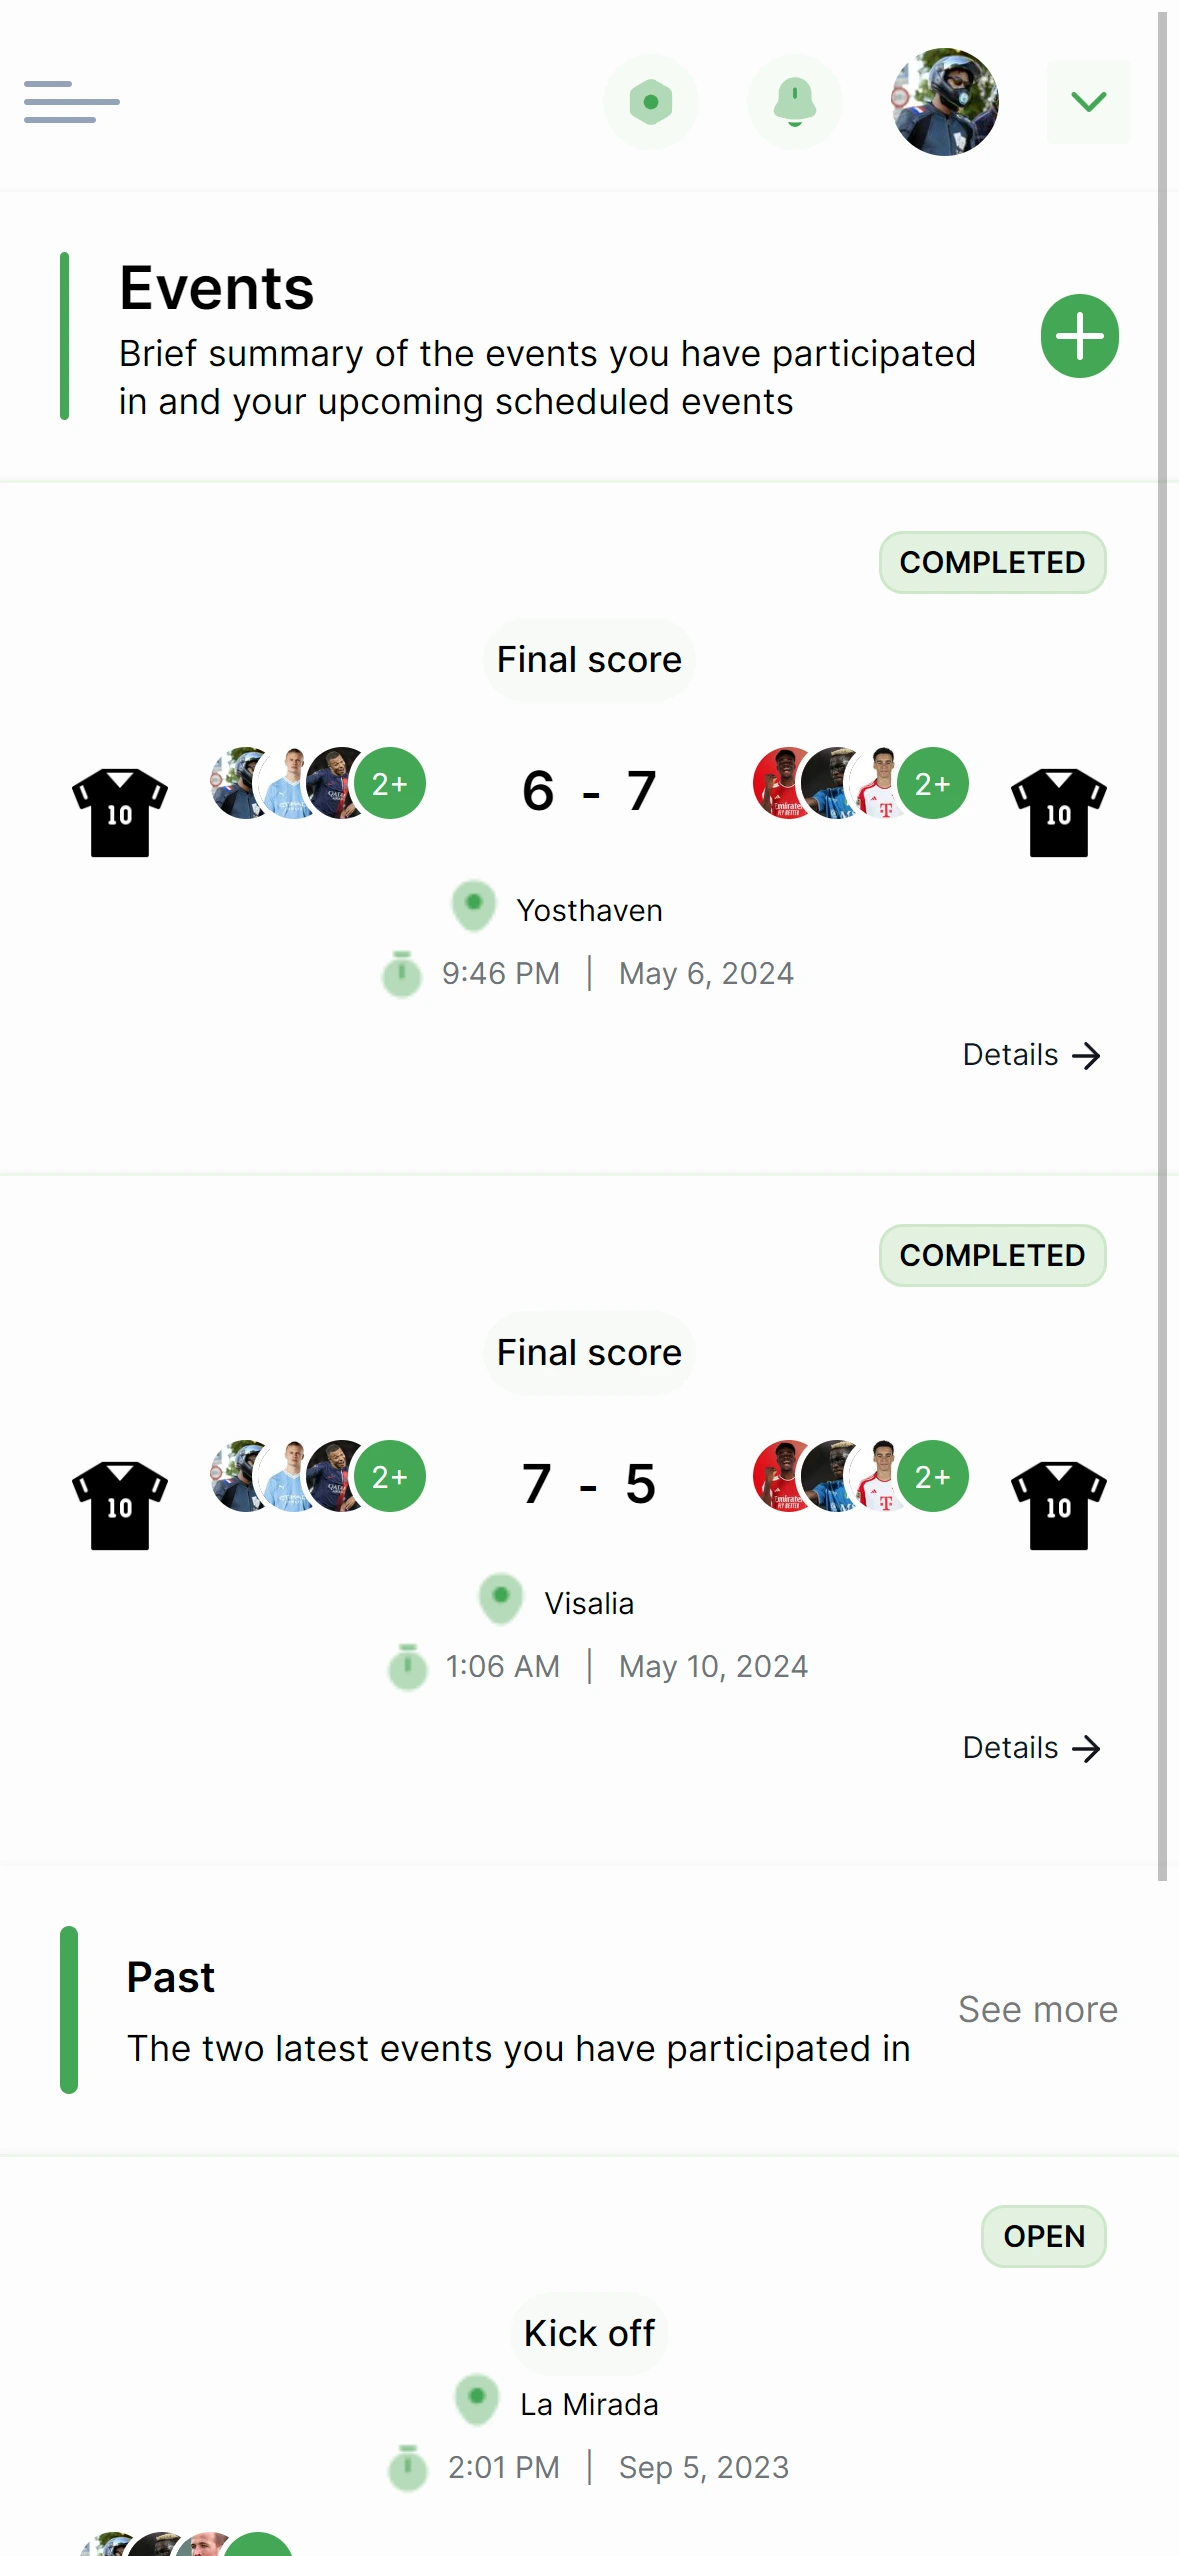 Events
Brief summary of the events you have participated
in and your upcoming scheduled events
COMPLETED
Final score
10
2+
6 - 7
2+
10
Yosthaven
9:46 PM | May 6, 2024
Details
COMPLETED
Final score
10
2+
7 - 5
2+
10
Visalia
1:06 AM | May 10, 2024
Details
Past
The two latest events you have participated in
See more
OPEN
Kick off
La Mirada
2:01 PM | Sep 5, 2023